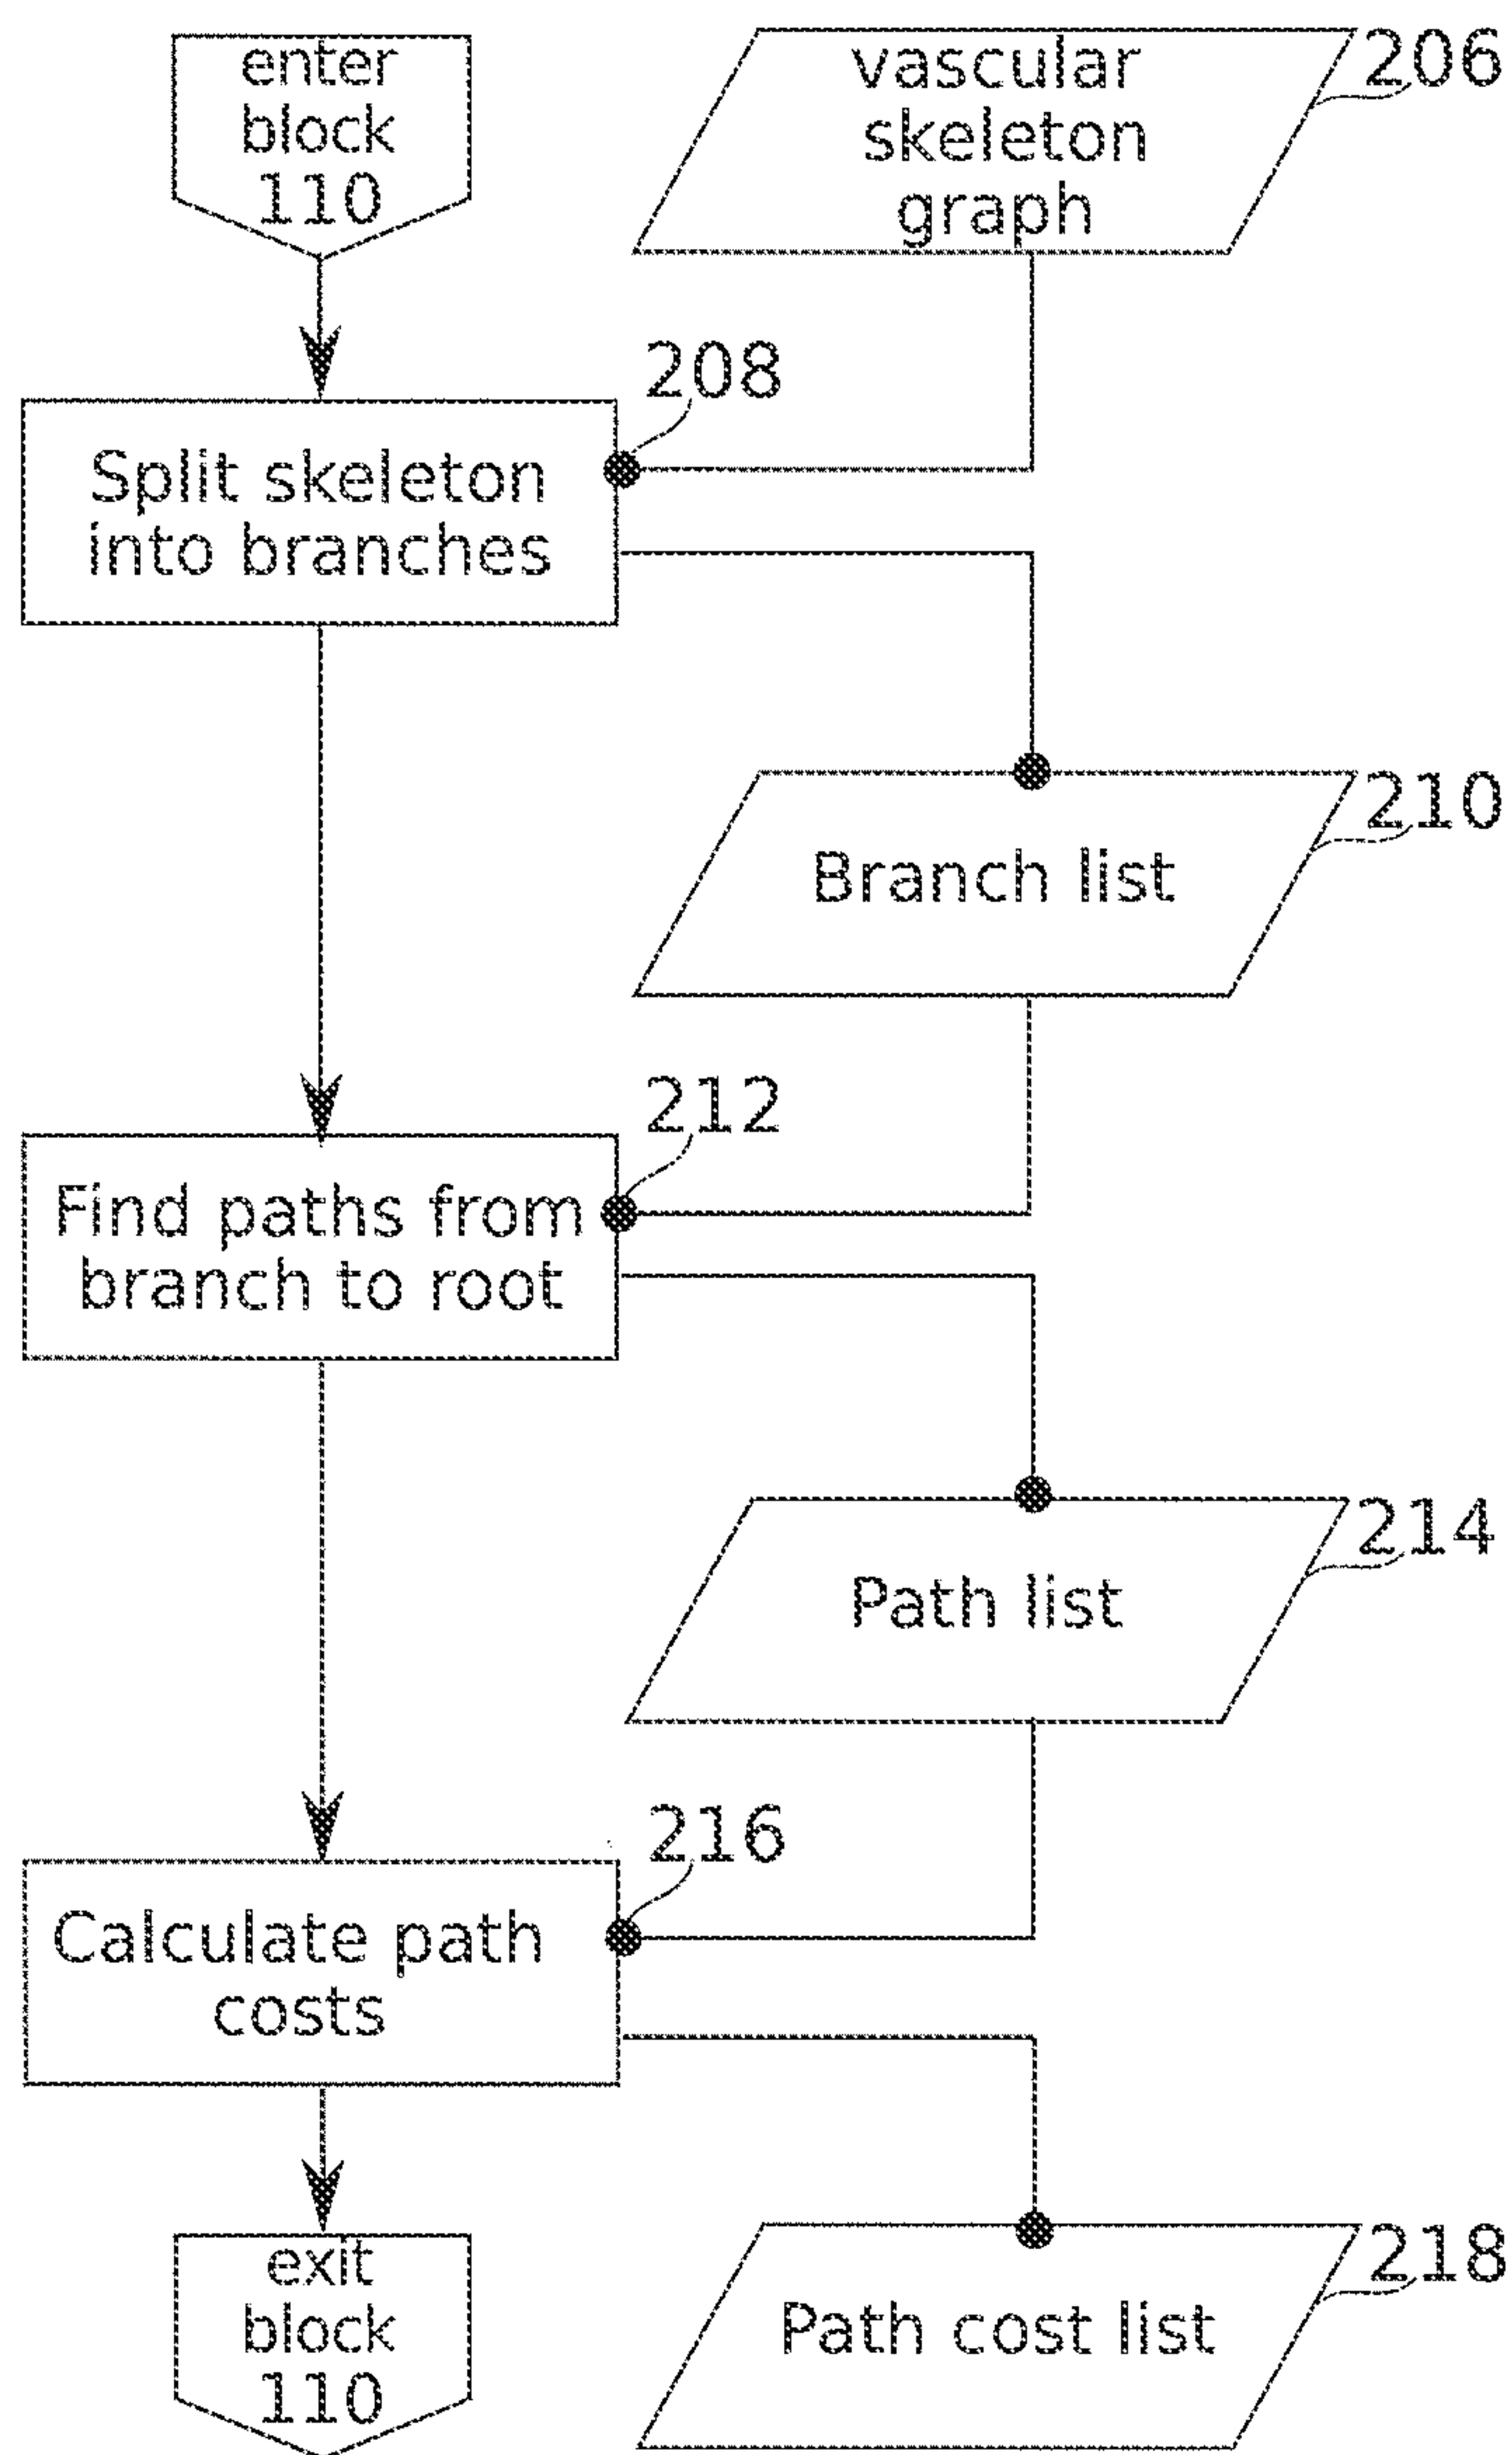 enter
block
110
vascular
skeleton
graph
206
208
Split skeleton
into branches
210
Branch list
212
Find paths from
branch to root
214
Path list
216
Calculate path
costs
exit
block
110
218
Path cost list